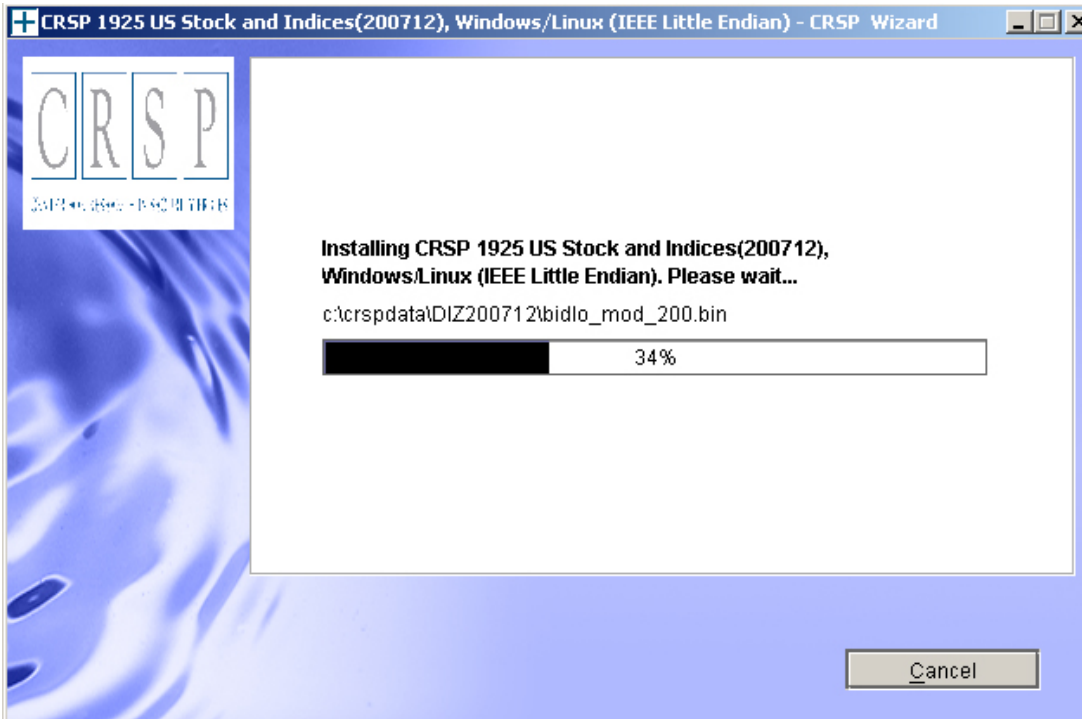 CRSP 1925 US Stock and Indices(200712), Windows/Linux (IEEE Little Endian) - CRSP Wizard
CRSP
Installing CRSP 1925 US Stock and Indices(200712),
Windows/Linux (IEEE Little Endian). Please wait...
c:\crspdata\DIZ200712\bidlo_mod_200.bin
34%
Cancel